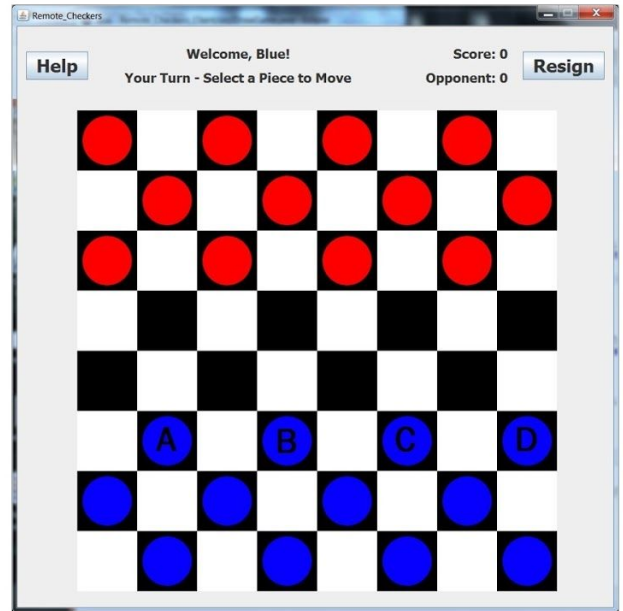 Remote_Checkers
Help
Welcome, Blue!
Your Turn - Select a Piece to Move
Score: 0
Opponent: 0
Resign
A B C D